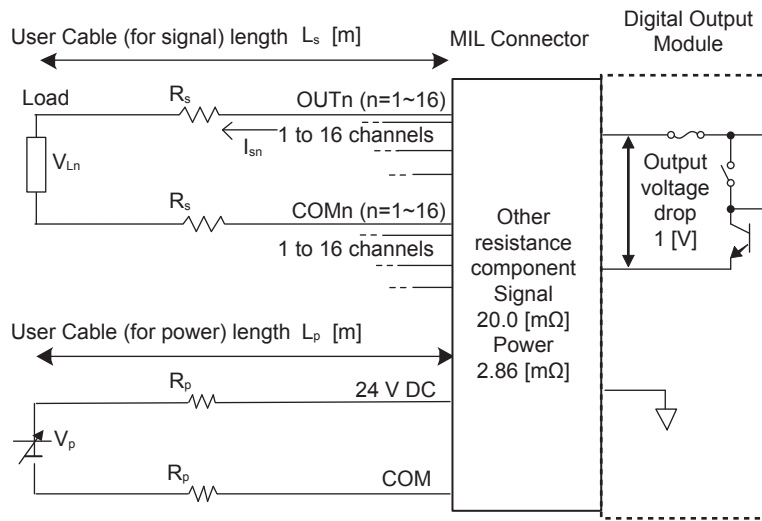 User Cable (for signal) length Ls [m]
MIL Connector
Digital Output
Module
Load
Rs
OUTn (n=1~16)
Isn
1 to 16 channels
VLn
Rs
COMn (n=1~16)
1 to 16 channels
Output
voltage
drop
1 [V]
Other
resistance
component
Signal
20.0 [mΩ]
Power
2.86 [mΩ]
User Cable (for power) length Lp [m]
Rp
24 V DC
Vp
Rp
COM